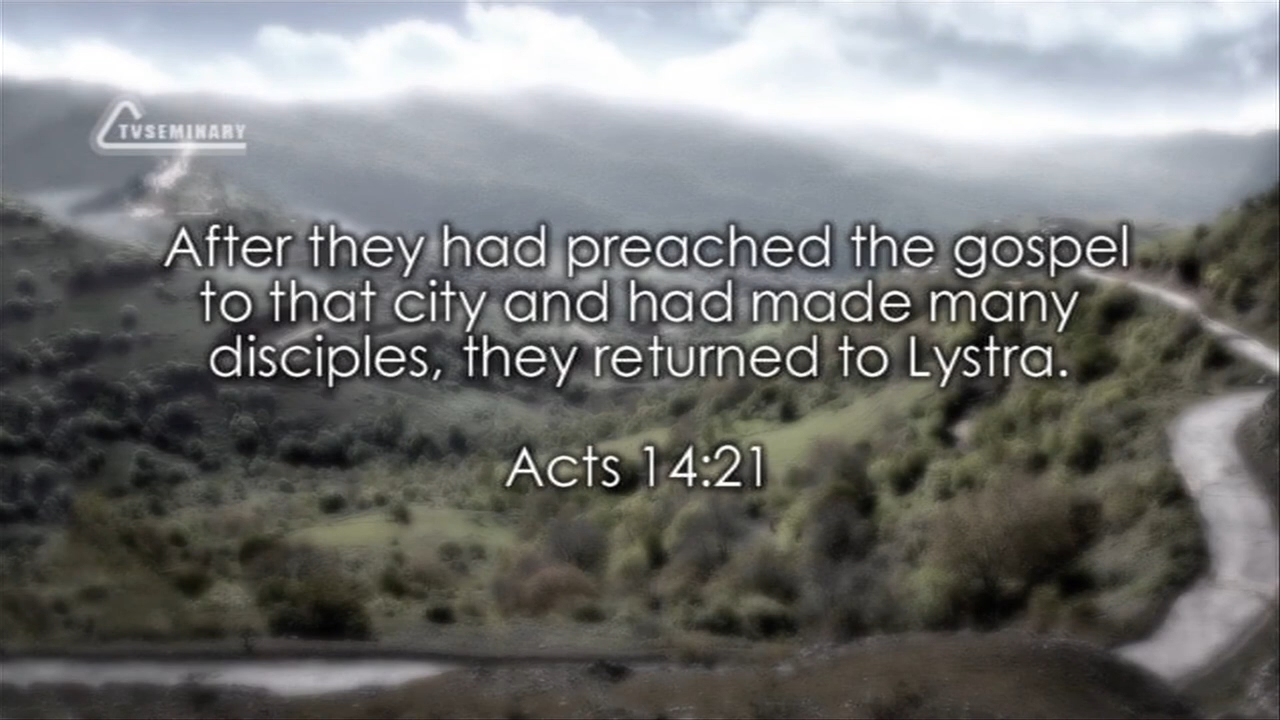 TVSEMINARY
After they had preached the gospel
to that city and had made many
disciples, they returned to Lystra.
Acts 14:21